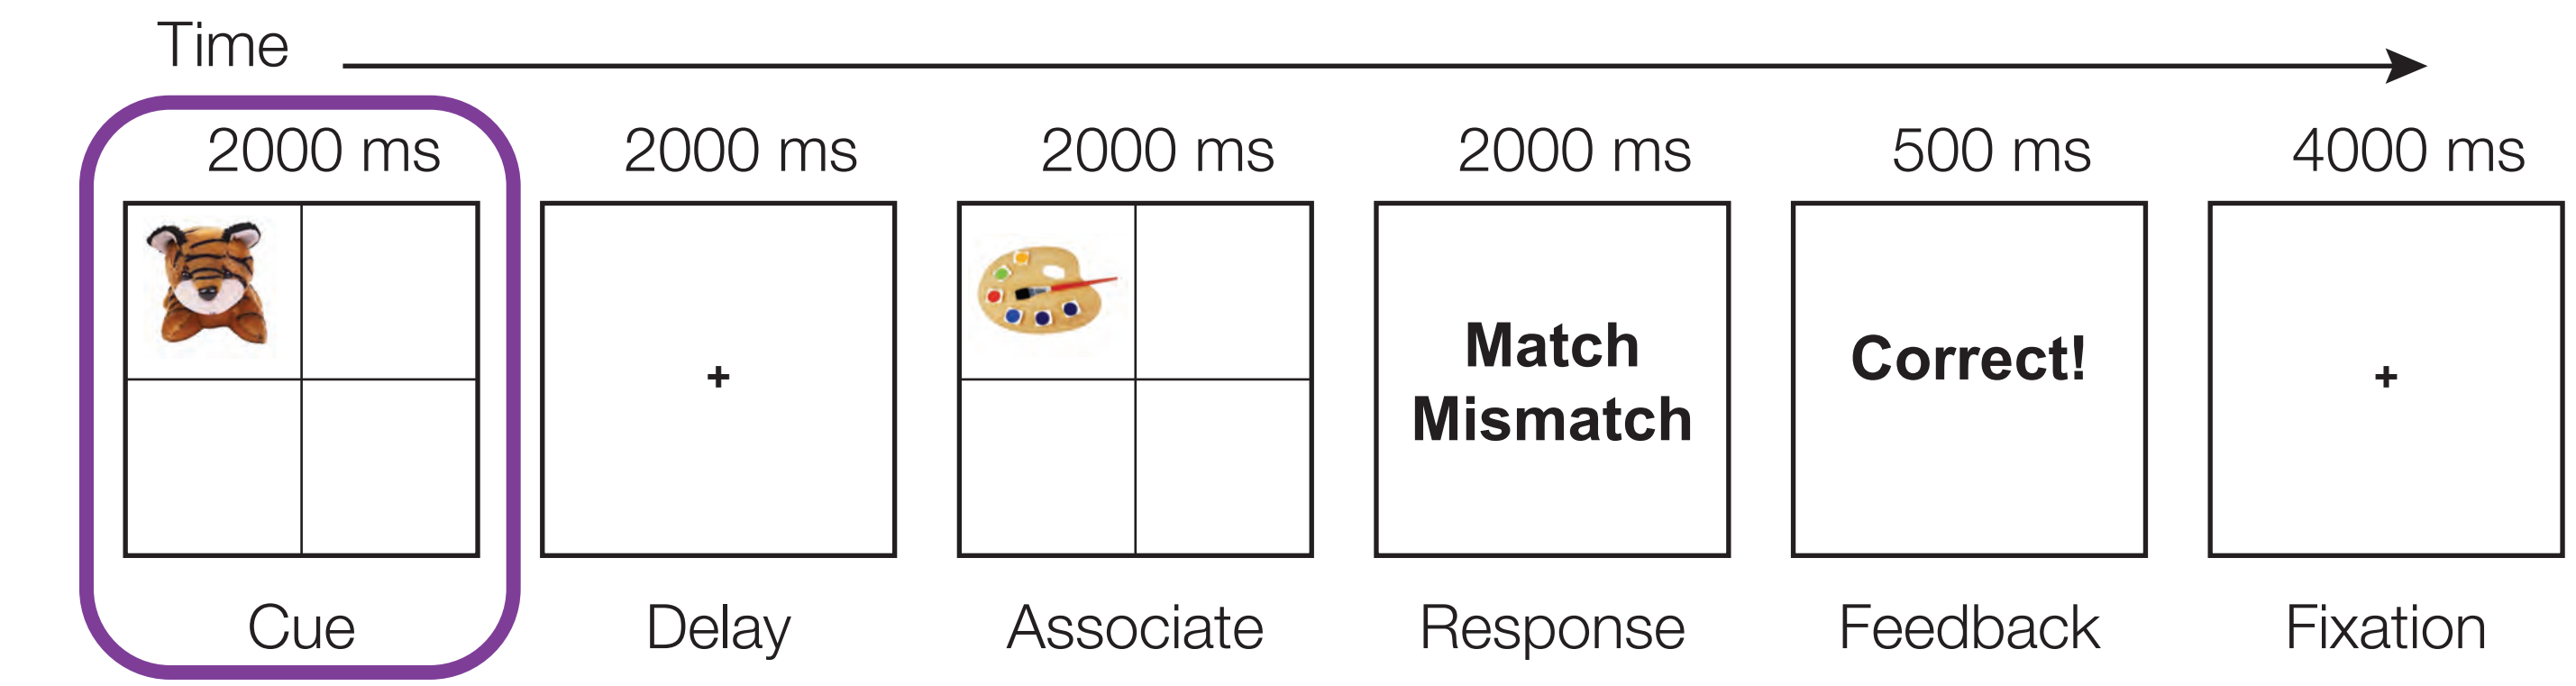 Time
2000 ms
2000 ms
2000 ms
2000 ms
500 ms
4000 ms
+
Match
Mismatch
Correct!
+
Cue
Delay
Associate
Response
Feedback
Fixation